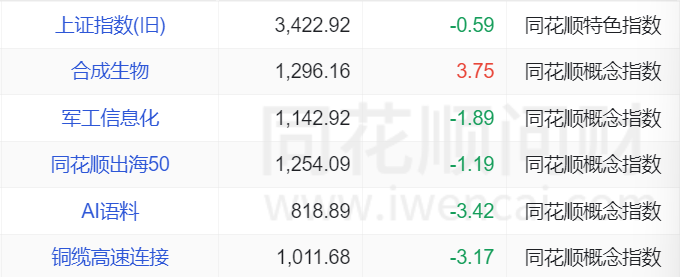 上证指数(旧) 3,422.92 -0.59 同花顺特色指数
合成生物 1,296.16 3.75 同花顺概念指数
军工信息化 1,142.92 -1.89 同花顺概念指数
同花顺出海50 1,254.09 -1.19 同花顺概念指数
AI语料 818.89 -3.42 同花顺概念指数
铜缆高速连接 1,011.68 -3.17 同花顺概念指数
同花顺问财
www.iwencai.com